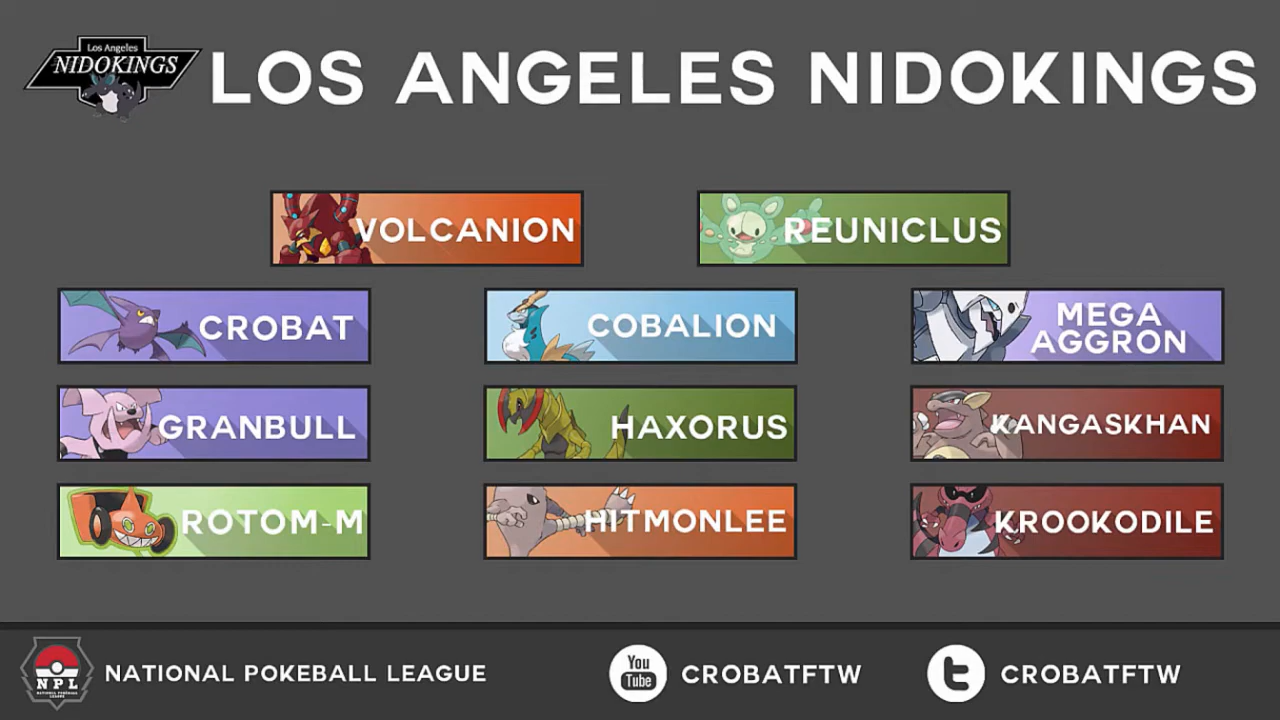 Los Angeles
NIDOKINGS
LOS ANGELES NIDOKINGS
VOLCANION
REUNICLUS
CROBAT
COBALION
MEGA
AGGRON
GRANBULL
HAXORUS
KANGASKHAN
ROTOM-M
HITMONLEE
KROOKODILE
NPL
NATIONAL POKEBALL LEAGUE
You
Tube
CROBATFTW
CROBATFTW